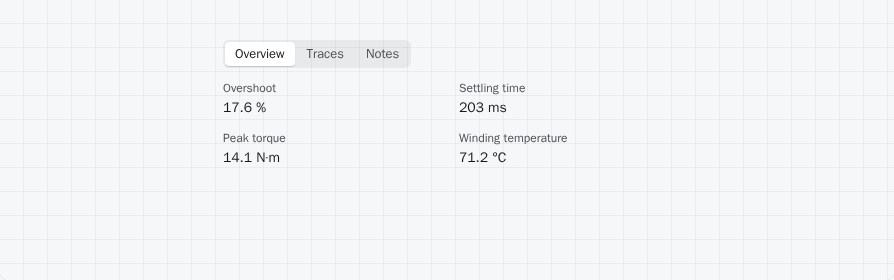 Overview Traces Notes
Overshoot Settling time
17.6 % 203 ms
Peak torque Winding temperature
14.1 N·m 71.2 °C